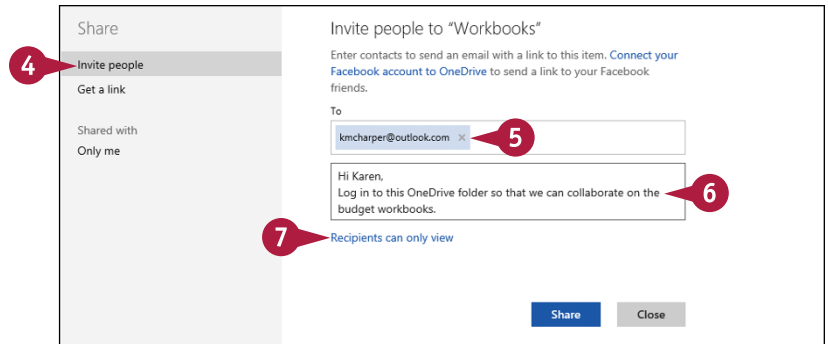 Share
Invite people
Get a link
Shared with
Only me
Invite people to “Workbooks”
Enter contacts to send an email with a link to this item. Connect your
Facebook account to OneDrive to send a link to your Facebook
friends.
To
kmcharper@outlook.com ×
Hi Karen,
Log in to this OneDrive folder so that we can collaborate on the
budget workbooks.
Recipients can only view
Share
Close
4
5
6
7